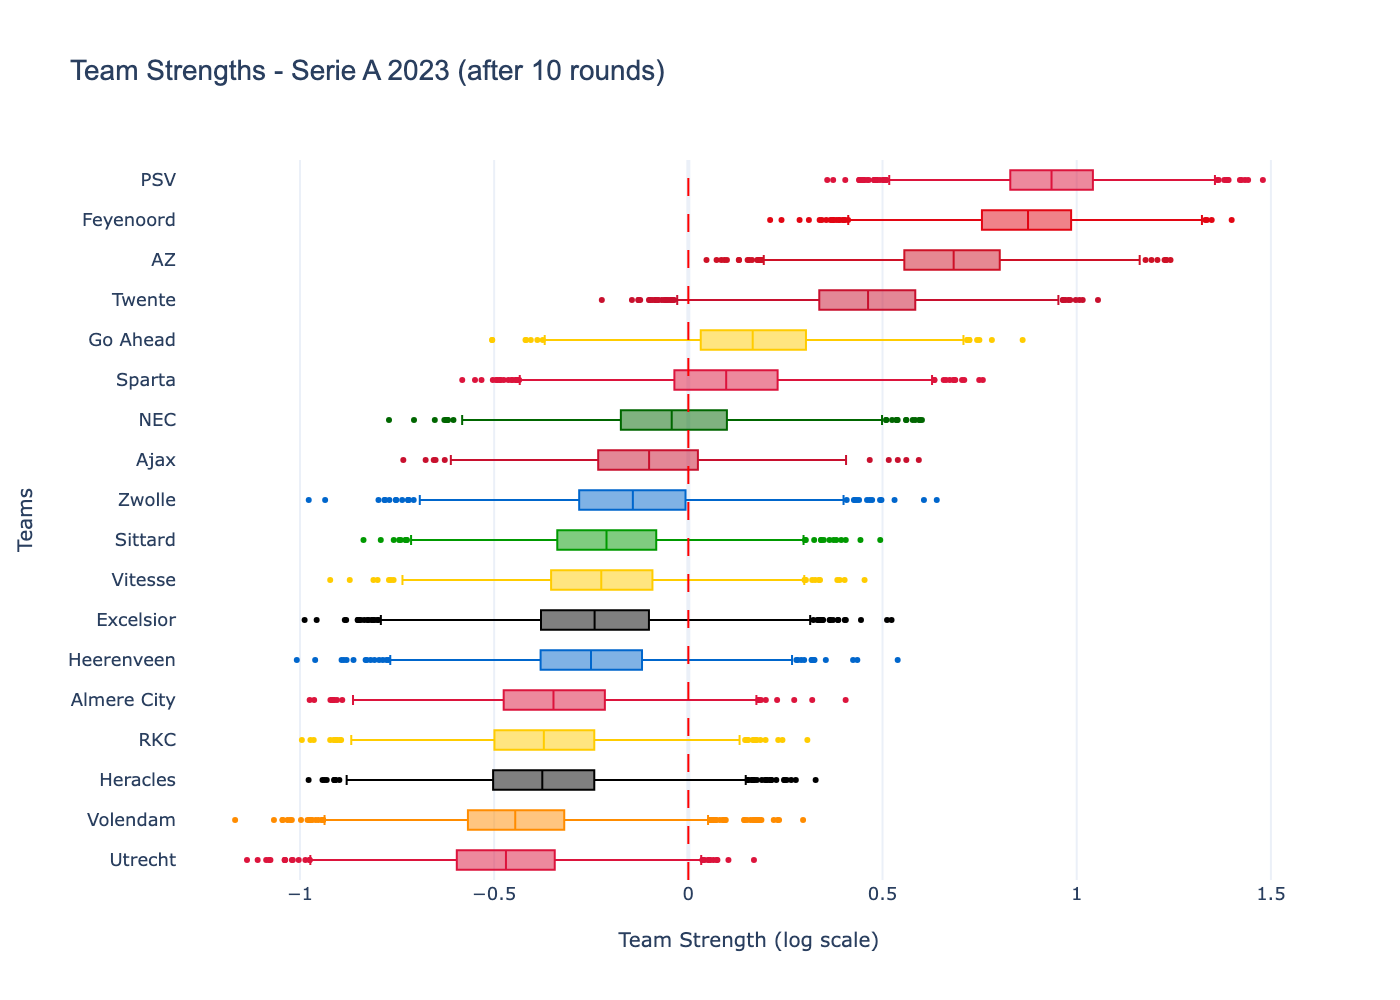 Team Strengths - Serie A 2023 (after 10 rounds)
PSV
Feyenoord
AZ
Twente
Go Ahead
Sparta
NEC
Ajax
Zwolle
Sittard
Vitesse
Excelsior
Heerenveen
Almere City
RKC
Heracles
Volendam
Utrecht
Teams
−1
−0.5
0
0.5
1
1.5
Team Strength (log scale)